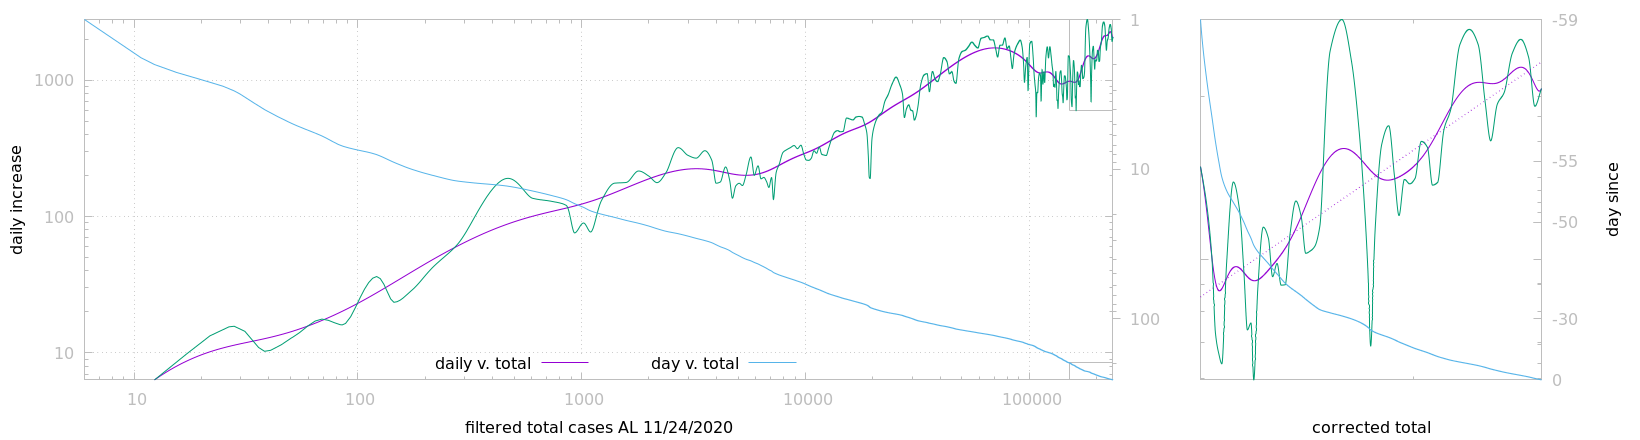 daily increase
1000
100
10
10
100
1000
10000
100000
filtered total cases AL 11/24/2020
daily v. total
day v. total
1
10
100
corrected total
-59
-55
-50
-30
0
day since